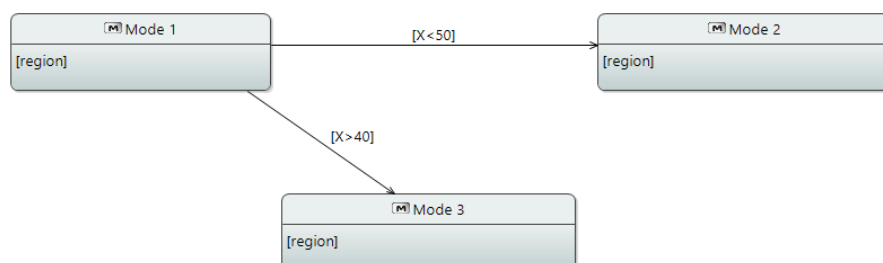 Mode 1
[region]
[X<50]
Mode 2
[region]
[X>40]
Mode 3
[region]